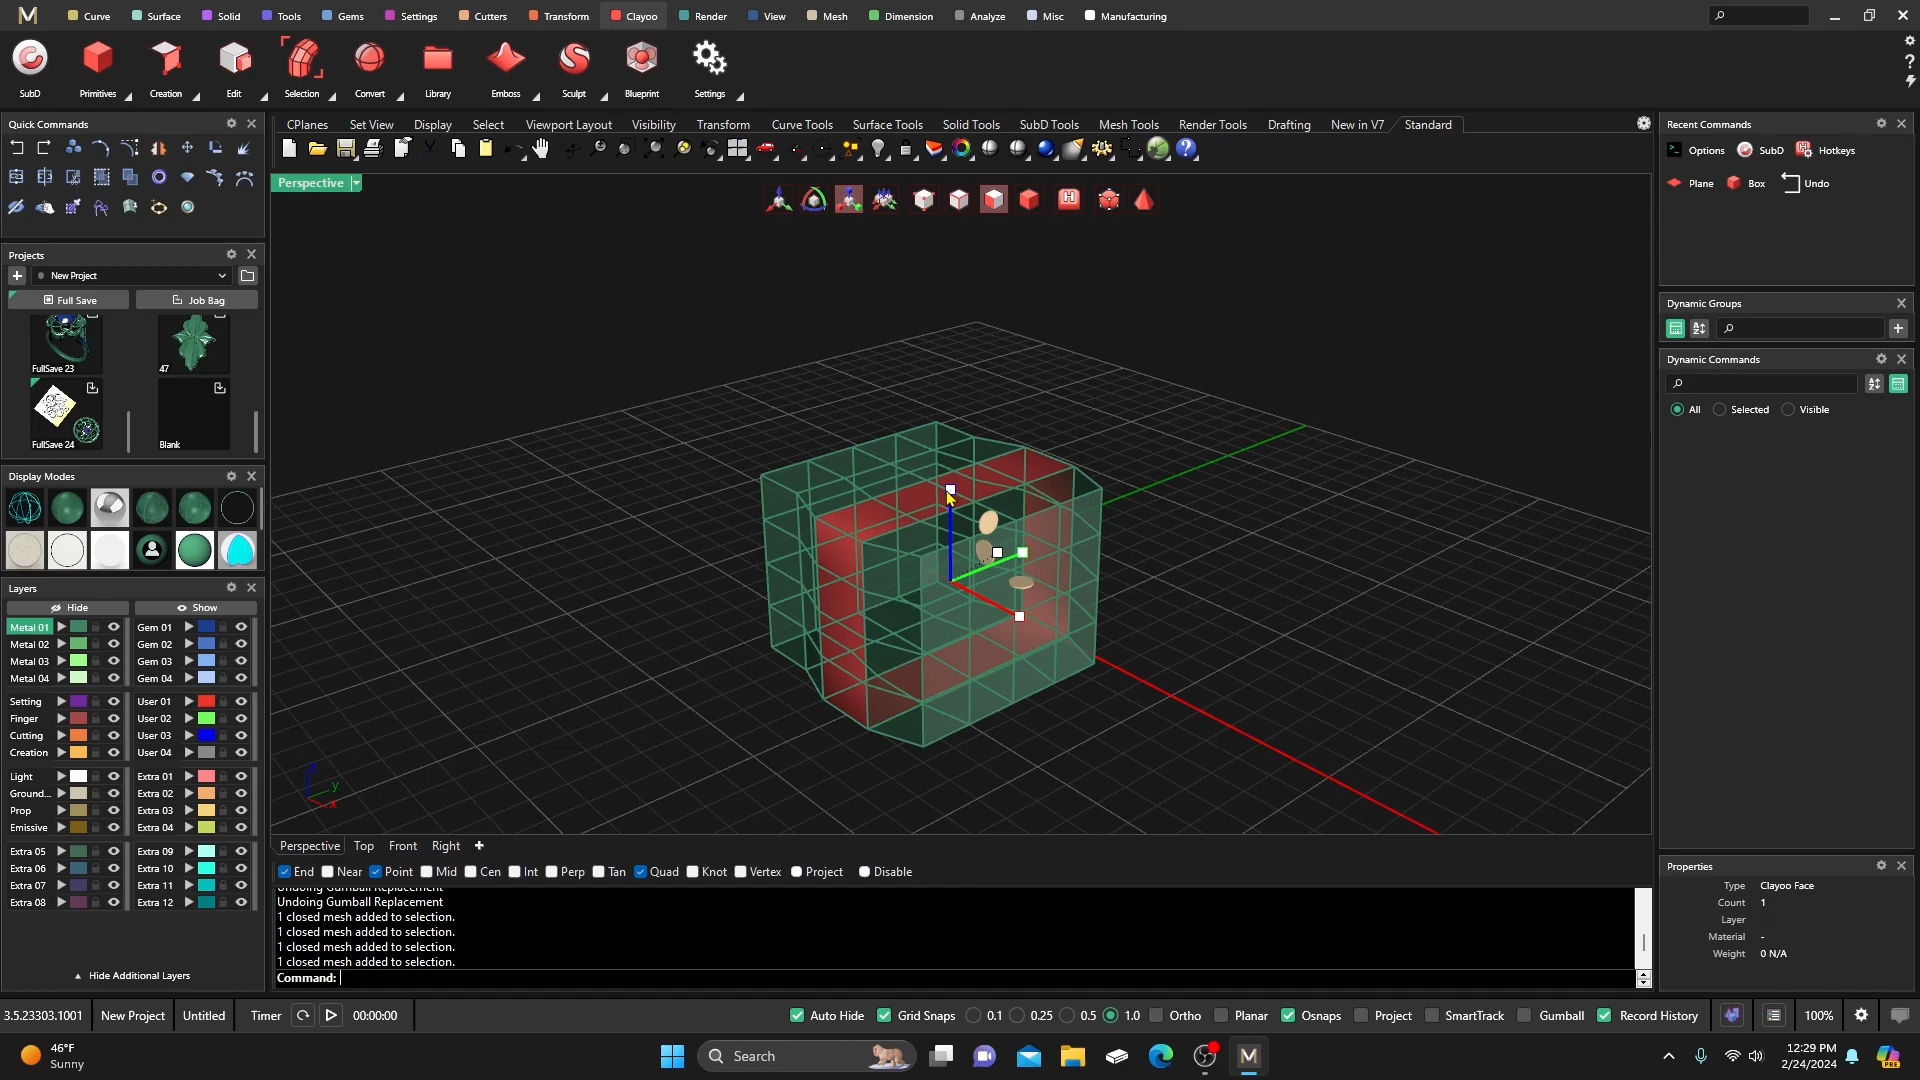 Curve Surface Solid Tools Gems Settings Cutters Transform Clayoo Render View Mesh Dimension Analyze Misc Manufacturing
SubD Primitives Creation Edit Selection Convert Library Emboss Sculpt Blueprint Settings
Quick Commands
CPlanes Set View Display Select Viewport Layout Visibility Transform Curve Tools Surface Tools Solid Tools SubD Tools Mesh Tools Render Tools Drafting New in V7 Standard
Recent Commands
Options SubD Hotkeys
Plane Box Undo
Perspective
Projects
New Project
Full Save Job Bag
FullSave 23 47
FullSave 24 Blank
Dynamic Groups
Dynamic Commands
All Selected Visible
Display Modes
Layers
Hide Show
Metal 01 Gem 01
Metal 02 Gem 02
Metal 03 Gem 03
Metal 04 Gem 04
Setting User 01
Finger User 02
Cutting User 03
Creation User 04
Light Extra 01
Ground... Extra 02
Prop Extra 03
Emissive Extra 04
Extra 05 Extra 09
Extra 06 Extra 10
Extra 07 Extra 11
Extra 08 Extra 12
Hide Additional Layers
y
x
Perspective Top Front Right
End Near Point Mid Cen Int Perp Tan Quad Knot Vertex Project Disable
Undoing Gumball Replacement
Undoing Gumball Replacement
1 closed mesh added to selection.
1 closed mesh added to selection.
1 closed mesh added to selection.
1 closed mesh added to selection.
Command:
Properties
Type Clayoo Face
Count 1
Layer
Material -
Weight 0 N/A
3.5.23303.1001 New Project Untitled Timer 00:00:00 Auto Hide Grid Snaps 0.1 0.25 0.5 1.0 Ortho Planar Osnaps Project SmartTrack Gumball Record History 100%
46°F
Sunny
Search
12:29 PM
2/24/2024